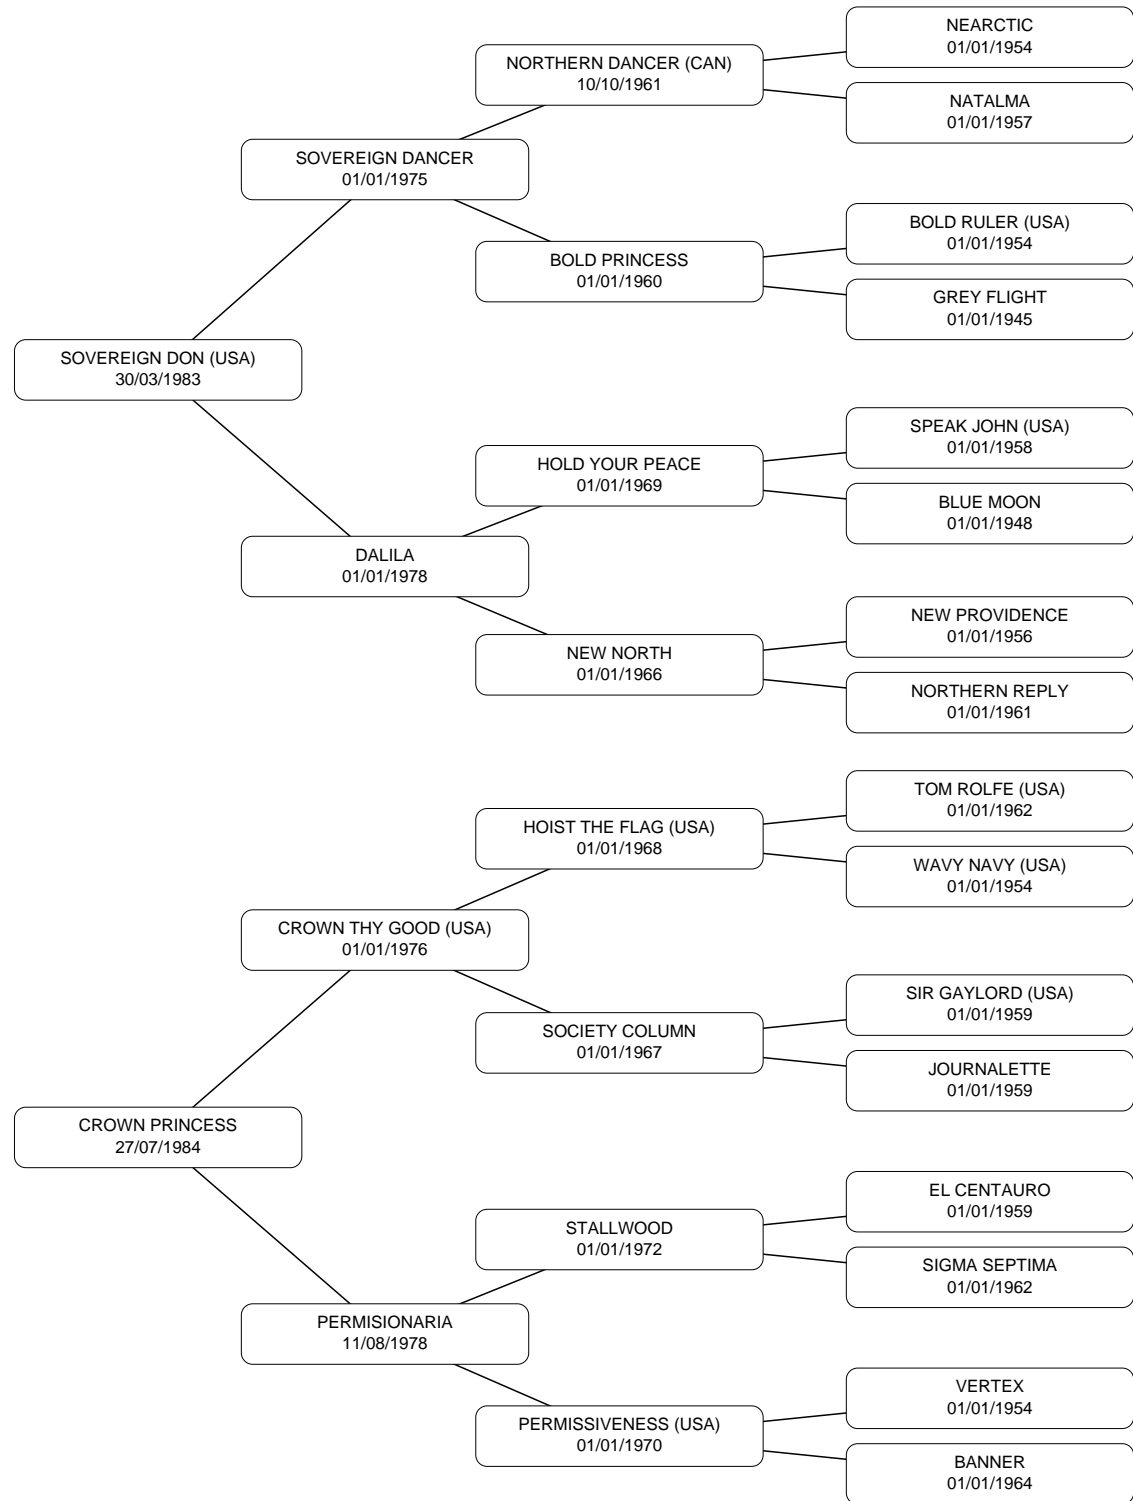 NEARCTIC
01/01/1954
NORTHERN DANCER (CAN)
10/10/1961
NATALMA
01/01/1957
SOVEREIGN DANCER
01/01/1975
BOLD RULER (USA)
01/01/1954
BOLD PRINCESS
01/01/1960
GREY FLIGHT
01/01/1945
SOVEREIGN DON (USA)
30/03/1983
SPEAK JOHN (USA)
01/01/1958
HOLD YOUR PEACE
01/01/1969
BLUE MOON
01/01/1948
DALILA
01/01/1978
NEW PROVIDENCE
01/01/1956
NEW NORTH
01/01/1966
NORTHERN REPLY
01/01/1961
TOM ROLFE (USA)
01/01/1962
HOIST THE FLAG (USA)
01/01/1968
WAVY NAVY (USA)
01/01/1954
CROWN THY GOOD (USA)
01/01/1976
SIR GAYLORD (USA)
01/01/1959
SOCIETY COLUMN
01/01/1967
JOURNALETTE
01/01/1959
CROWN PRINCESS
27/07/1984
EL CENTAURO
01/01/1959
STALLWOOD
01/01/1972
SIGMA SEPTIMA
01/01/1962
PERMISIONARIA
11/08/1978
VERTEX
01/01/1954
PERMISSIVENESS (USA)
01/01/1970
BANNER
01/01/1964